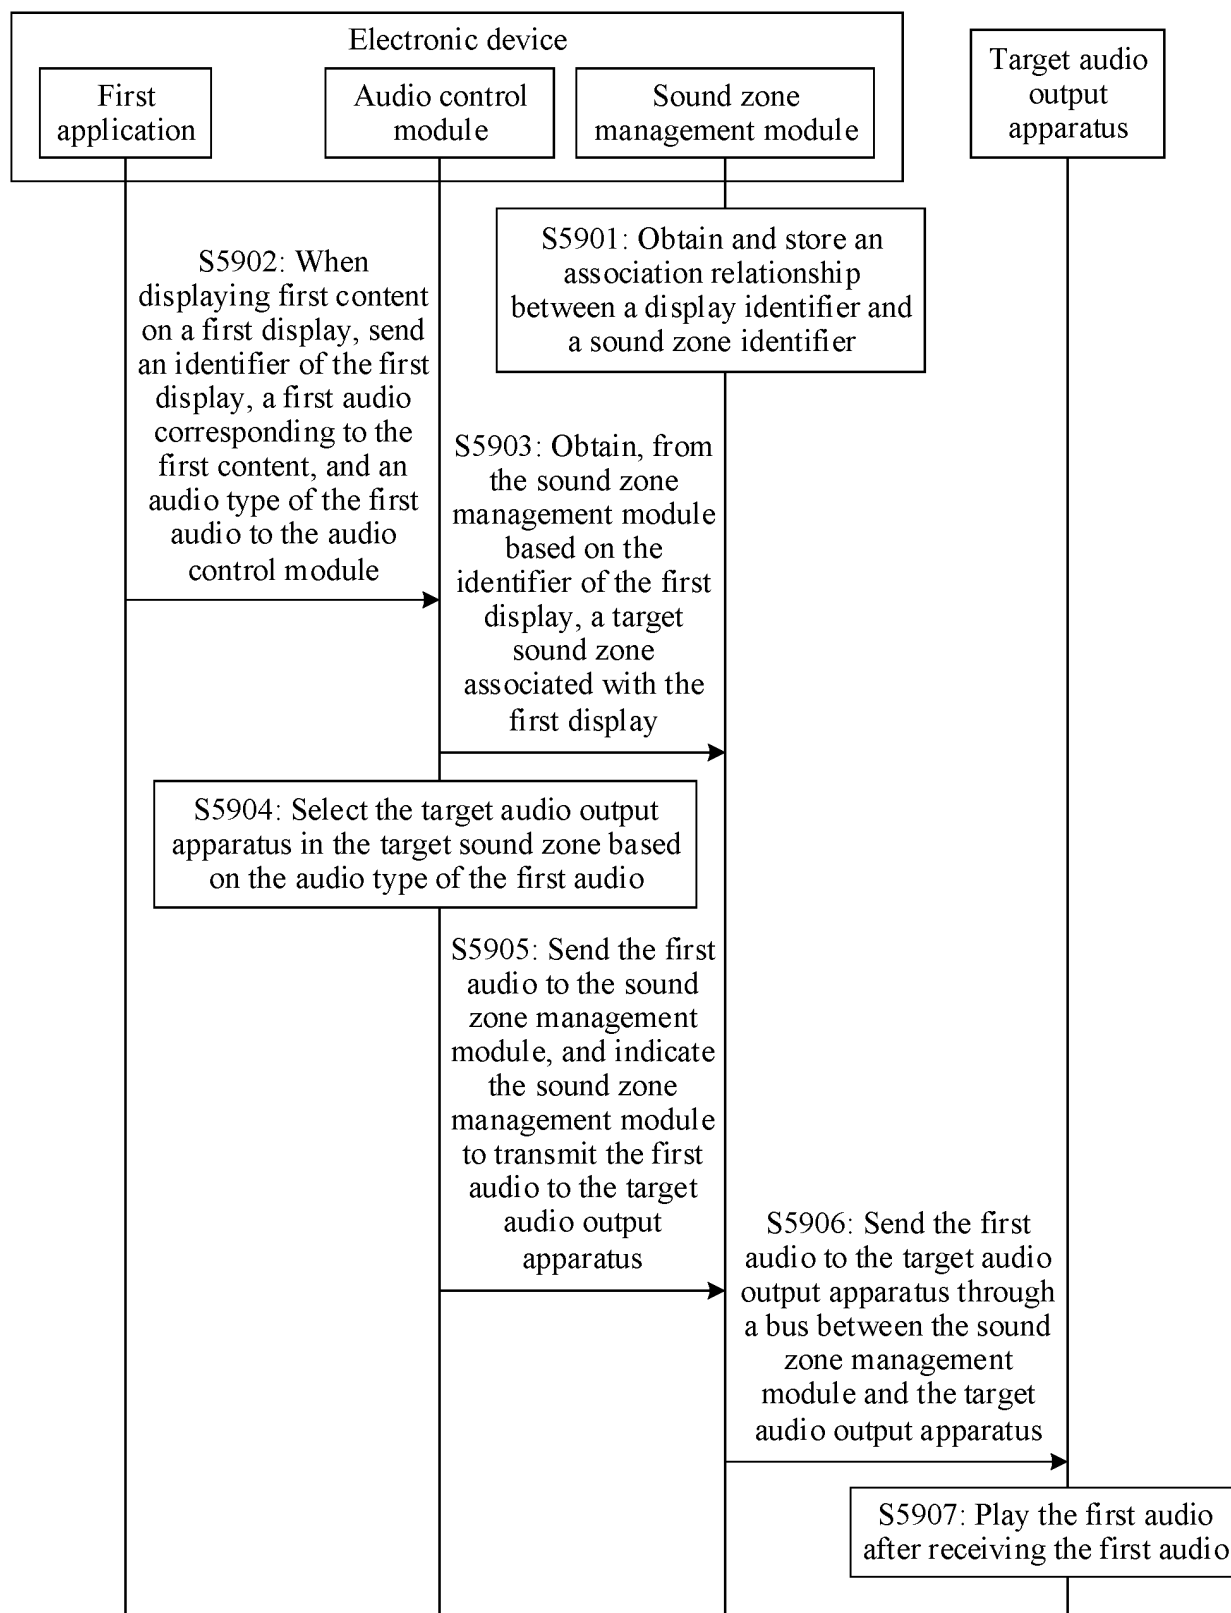 Electronic device
First
application
Audio control
module
Sound zone
management module
Target audio
output
apparatus
S5901: Obtain and store an
association relationship
between a display identifier and
a sound zone identifier
S5902: When
displaying first content
on a first display, send
an identifier of the first
display, a first audio
corresponding to the
first content, and an
audio type of the first
audio to the audio
control module
S5903: Obtain, from
the sound zone
management module
based on the
identifier of the first
display, a target
sound zone
associated with the
first display
S5904: Select the target audio output
apparatus in the target sound zone based
on the audio type of the first audio
S5905: Send the first
audio to the sound
zone management
module, and indicate
the sound zone
management module
to transmit the first
audio to the target
audio output
apparatus
S5906: Send the first
audio to the target audio
output apparatus through
a bus between the sound
zone management
module and the target
audio output apparatus
S5907: Play the first audio
after receiving the first audio